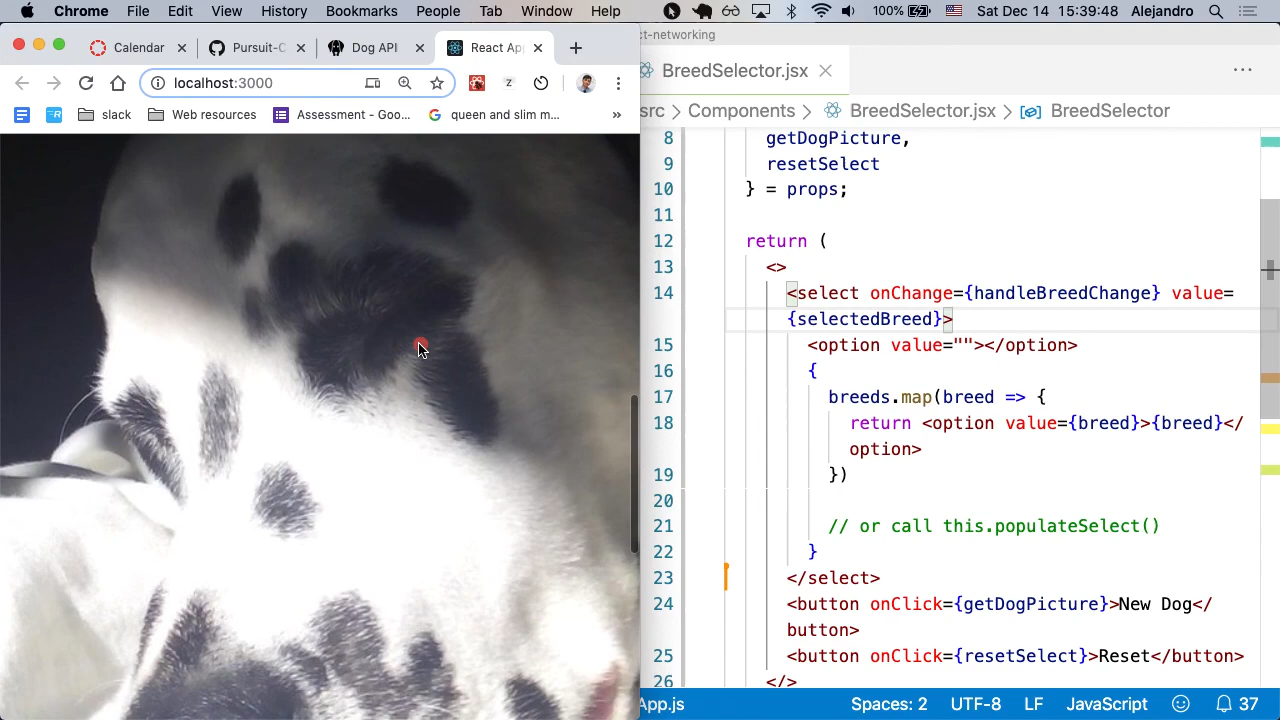 Chrome File Edit View History Bookmarks People Tab Window Help 100% Sat Dec 14 15:39:48 Alejandro
Calendar
Pursuit-C
Dog API
React Ap
localhost:3000
Z
slack
Web resources
Assessment - Goo...
queen and slim m...
»
ct-networking
BreedSelector.jsx
src > Components > BreedSelector.jsx > BreedSelector
8 getDogPicture,
9 resetSelect
10 } = props;
11
12 return (
13 <>
14 <select onChange={handleBreedChange} value=
{selectedBreed}>
15 <option value=""></option>
16 {
17 breeds.map(breed => {
18 return <option value={breed}>{breed}</
option>
19 })
20
21 // or call this.populateSelect()
22 }
23 </select>
24 <button onClick={getDogPicture}>New Dog</
button>
25 <button onClick={resetSelect}>Reset</button>
26 </>
App.js Spaces: 2 UTF-8 LF JavaScript 37